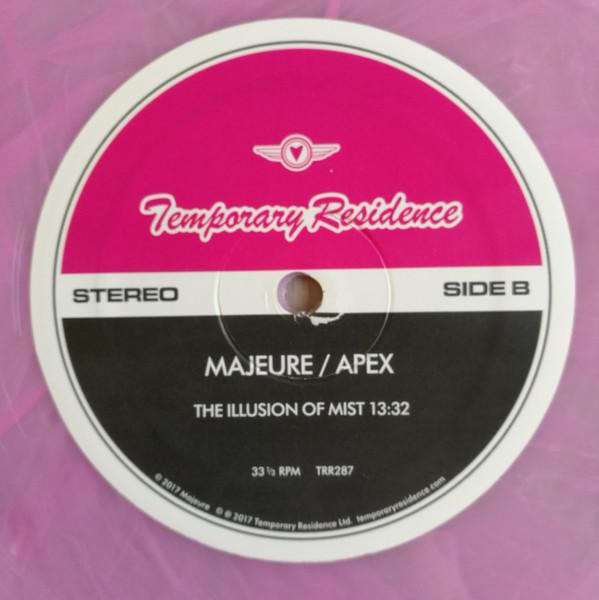 Temporary Residence
STEREO
SIDE B
MAJEURE / APEX
THE ILLUSION OF MIST 13:32
33 ⅓ RPM TRR287
© 2017 Majeure ℗ © 2017 Temporary Residence Ltd. temporaryresidence.com